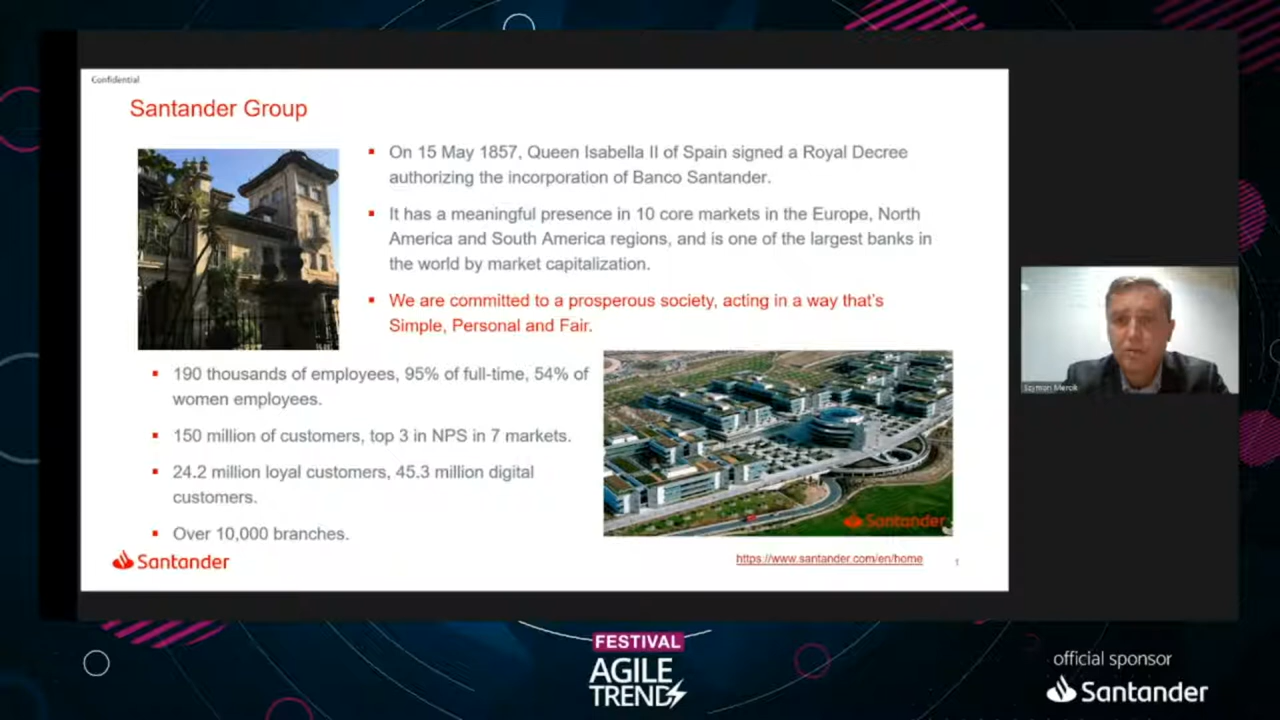 Confidential
Santander Group
On 15 May 1857, Queen Isabella II of Spain signed a Royal Decree
authorizing the incorporation of Banco Santander.
It has a meaningful presence in 10 core markets in the Europe, North
America and South America regions, and is one of the largest banks in
the world by market capitalization.
We are committed to a prosperous society, acting in a way that's
Simple, Personal and Fair.
190 thousands of employees, 95% of full-time, 54% of
women employees.
150 million of customers, top 3 in NPS in 7 markets.
24.2 million loyal customers, 45.3 million digital
customers.
Over 10,000 branches.
Santander
Santander
https://www.santander.com/en/home
1
Szymon Merok
FESTIVAL
AGILE
TRENDS
official sponsor
Santander